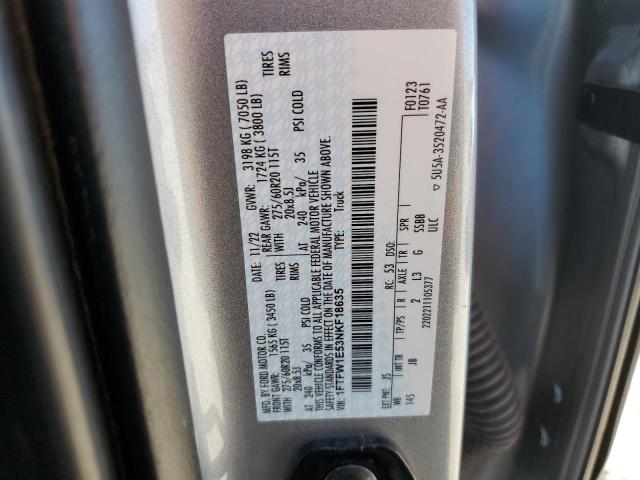 MFD. BY FORD MOTOR CO.
DATE: 11/22 GVWR: 3198 KG ( 7050 LB)
FRONT GAWR: 1565 KG ( 3450 LB) REAR GAWR: 1724 KG ( 3800 LB)
WITH 275/60R20 115T TIRES WITH 275/60R20 115T TIRES
20x8.5J RIMS 20x8.5J RIMS
AT 240 kPa/ 35 PSI COLD AT 240 kPa/ 35 PSI COLD
THIS VEHICLE CONFORMS TO ALL APPLICABLE FEDERAL MOTOR VEHICLE
SAFETY STANDARDS IN EFFECT ON THE DATE OF MANUFACTURE SHOWN ABOVE.
VIN: 1FTFW1E53NKF18635 TYPE: Truck
F0123
T0761
EXT PNT: J5 RC: 53 DSO:
WB INT TR TP/PS R AXLE TR SPR
145 JB 2 L3 G SSBB
2202211105377 ULC
▽ 5U5A-3520472-AA